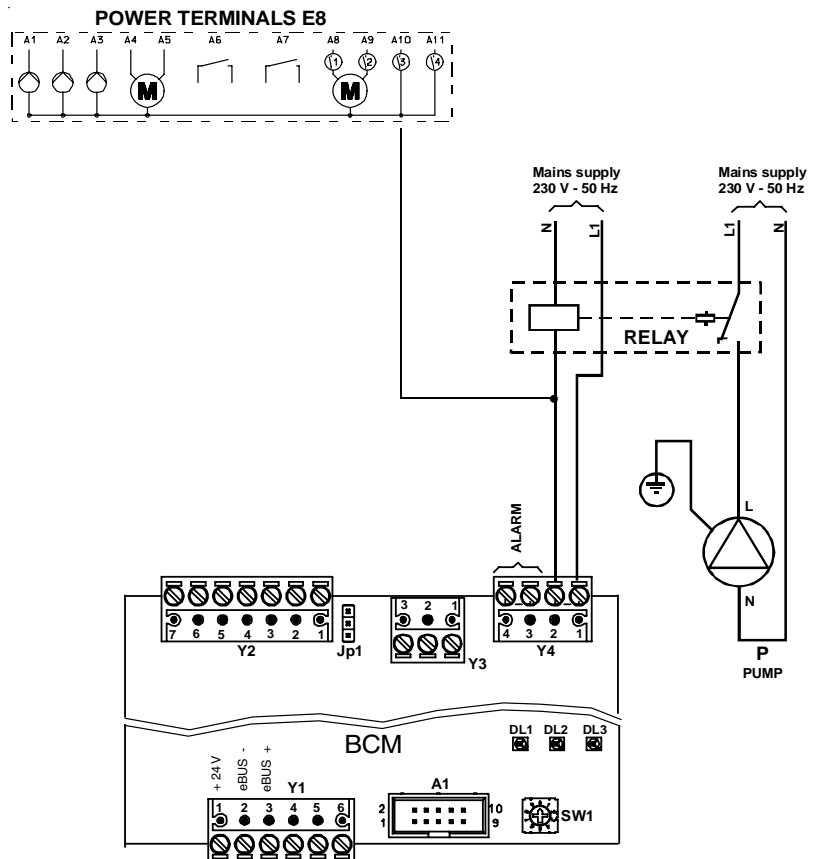 POWER TERMINALS E8
A1 A2 A3 A4 A5 A6 A7 A8 A9 A10 A11
1 2 3 4
M M
Mains supply
230 V - 50 Hz
Mains supply
230 V - 50 Hz
N L1 L1 N
RELAY
L
ALARM
N
P
PUMP
7 6 5 4 3 2 1
Y2
Jp1
3 2 1
Y3
4 3 2 1
Y4
DL1 DL2 DL3
BCM
+ 24 V
eBUS -
eBUS +
Y1
1 2 3 4 5 6
A1
2 10
1 9
SW1